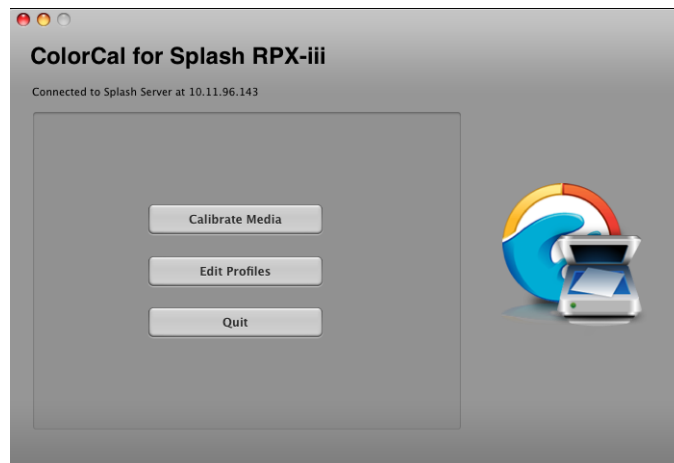 ColorCal for Splash RPX-iii
Connected to Splash Server at 10.11.96.143
Calibrate Media
Edit Profiles
Quit